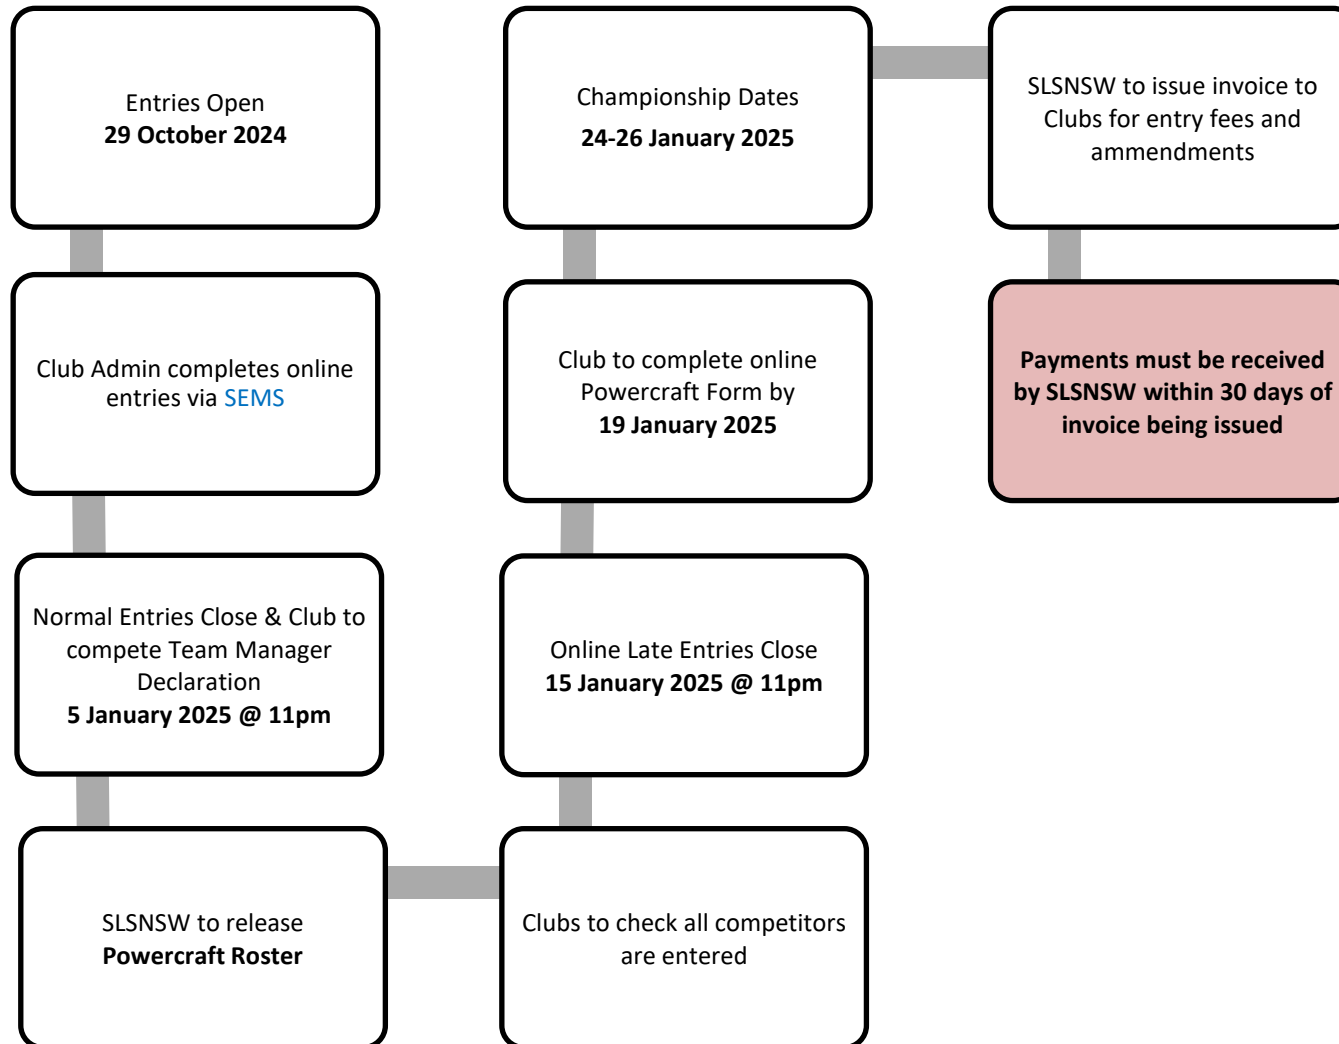 Entries Open
29 October 2024
Club Admin completes online
entries via SEMS
Normal Entries Close & Club to
compete Team Manager
Declaration
5 January 2025 @ 11pm
SLSNSW to release
Powercraft Roster
Clubs to check all competitors
are entered
Online Late Entries Close
15 January 2025 @ 11pm
Club to complete online
Powercraft Form by
19 January 2025
Championship Dates
24-26 January 2025
SLSNSW to issue invoice to
Clubs for entry fees and
ammendments
Payments must be received
by SLSNSW within 30 days of
invoice being issued